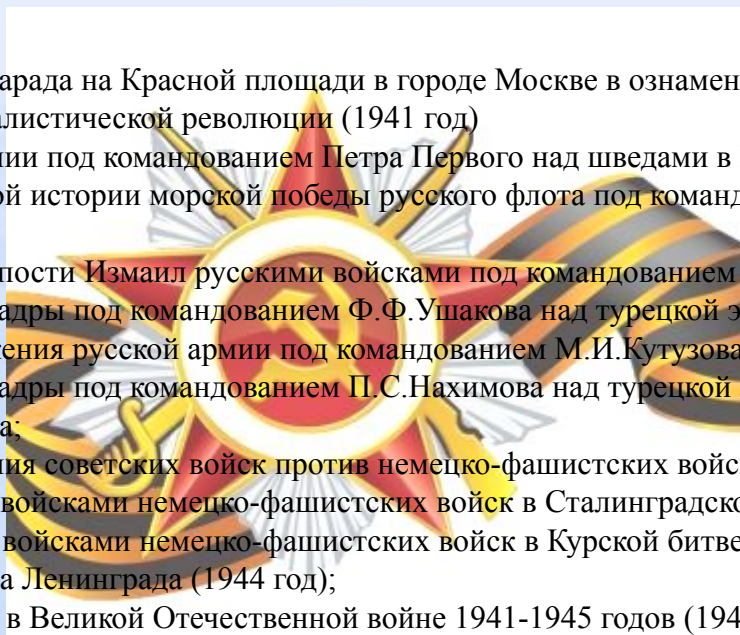 арада на Красной площади в городе Москве в ознамен
листической революции (1941 год)
ии под командованием Петра Первого над шведами в
ой истории морской победы русского флота под команд
пости Измаил русскими войсками под командованием
адры под командованием Ф.Ф.Ушакова над турецкой э
ения русской армии под командованием М.И.Кутузова
адры под командованием П.С.Нахимова над турецкой
а;
ия советских войск против немецко-фашистских войс
войсками немецко-фашистских войск в Сталинградско
войсками немецко-фашистских войск в Курской битве
а Ленинграда (1944 год);
в Великой Отечественной войне 1941-1945 годов (194